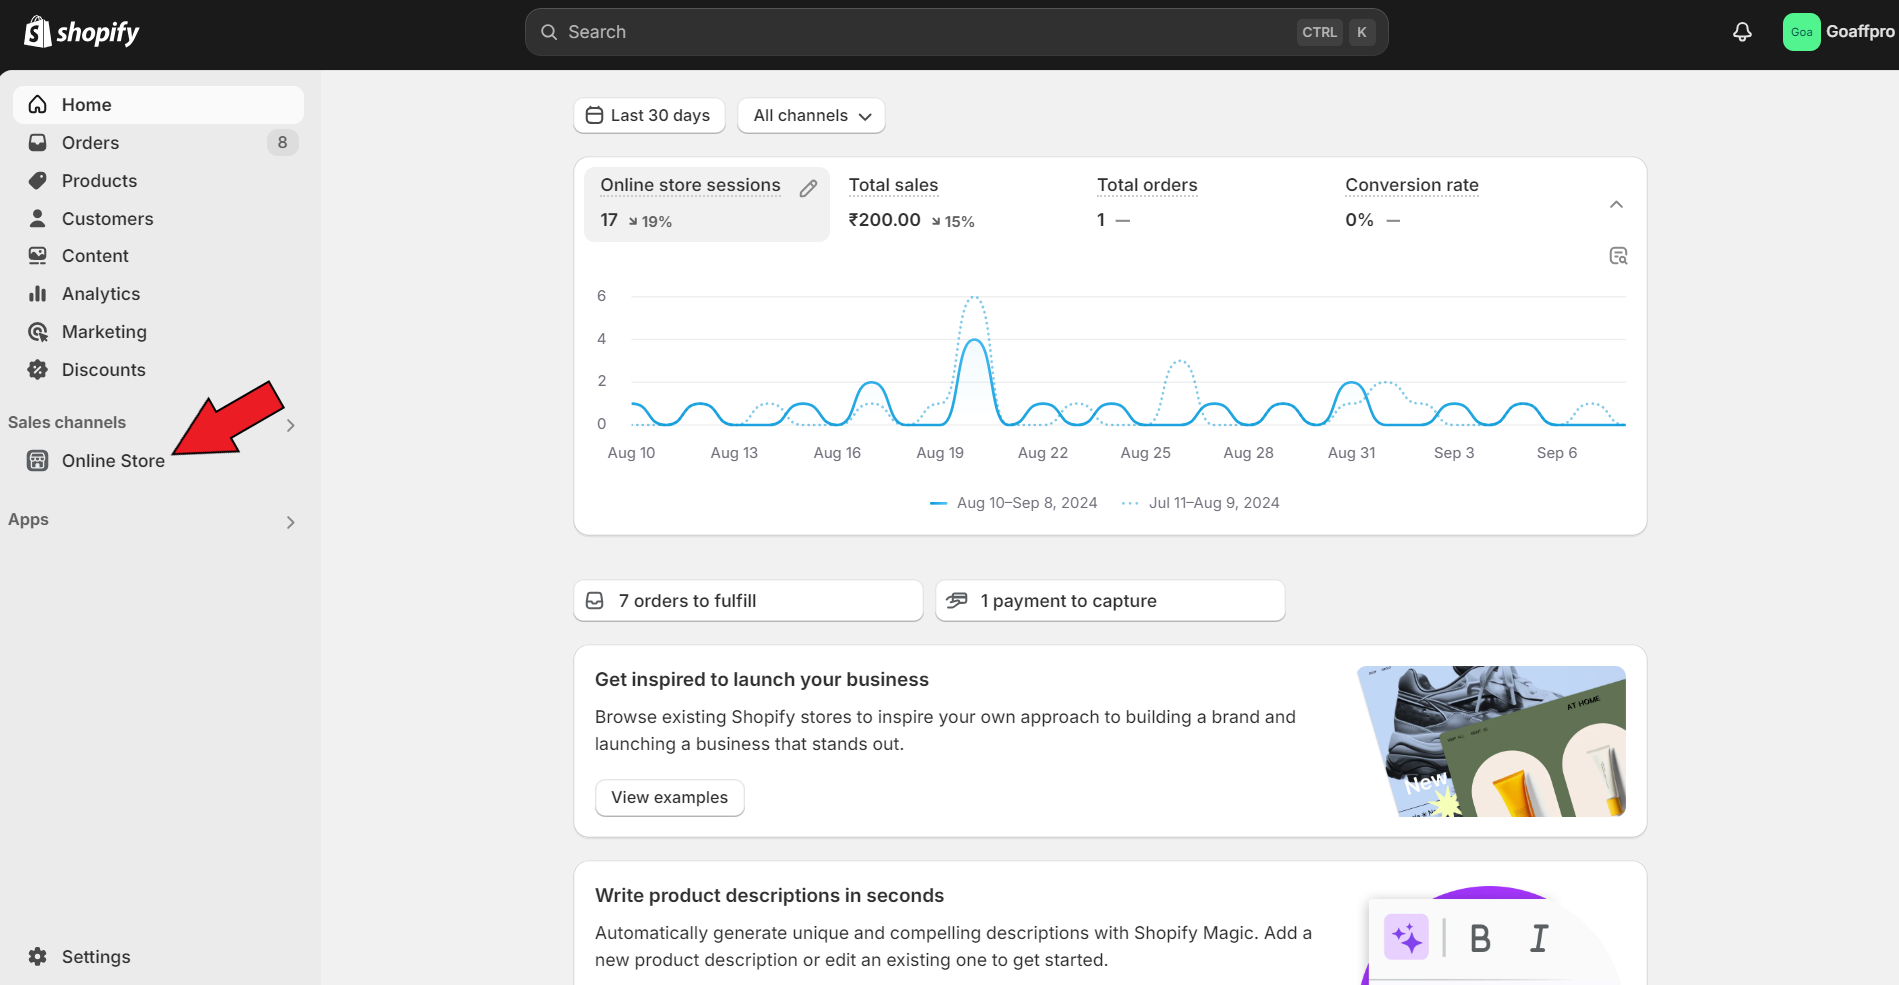 shopify
Search
CTRL K
Goa
Goaffpro
Home
Orders
8
Products
Customers
Content
Analytics
Marketing
Discounts
Sales channels
Online Store
Apps
Settings
Last 30 days
All channels
Online store sessions
17 19%
Total sales
₹200.00 15%
Total orders
1 —
Conversion rate
0% —
6
4
2
0
Aug 10 Aug 13 Aug 16 Aug 19 Aug 22 Aug 25 Aug 28 Aug 31 Sep 3 Sep 6
Aug 10–Sep 8, 2024 Jul 11–Aug 9, 2024
7 orders to fulfill
1 payment to capture
Get inspired to launch your business
Browse existing Shopify stores to inspire your own approach to building a brand and
launching a business that stands out.
View examples
AT HOME
New
Write product descriptions in seconds
Automatically generate unique and compelling descriptions with Shopify Magic. Add a
new product description or edit an existing one to get started.
B I